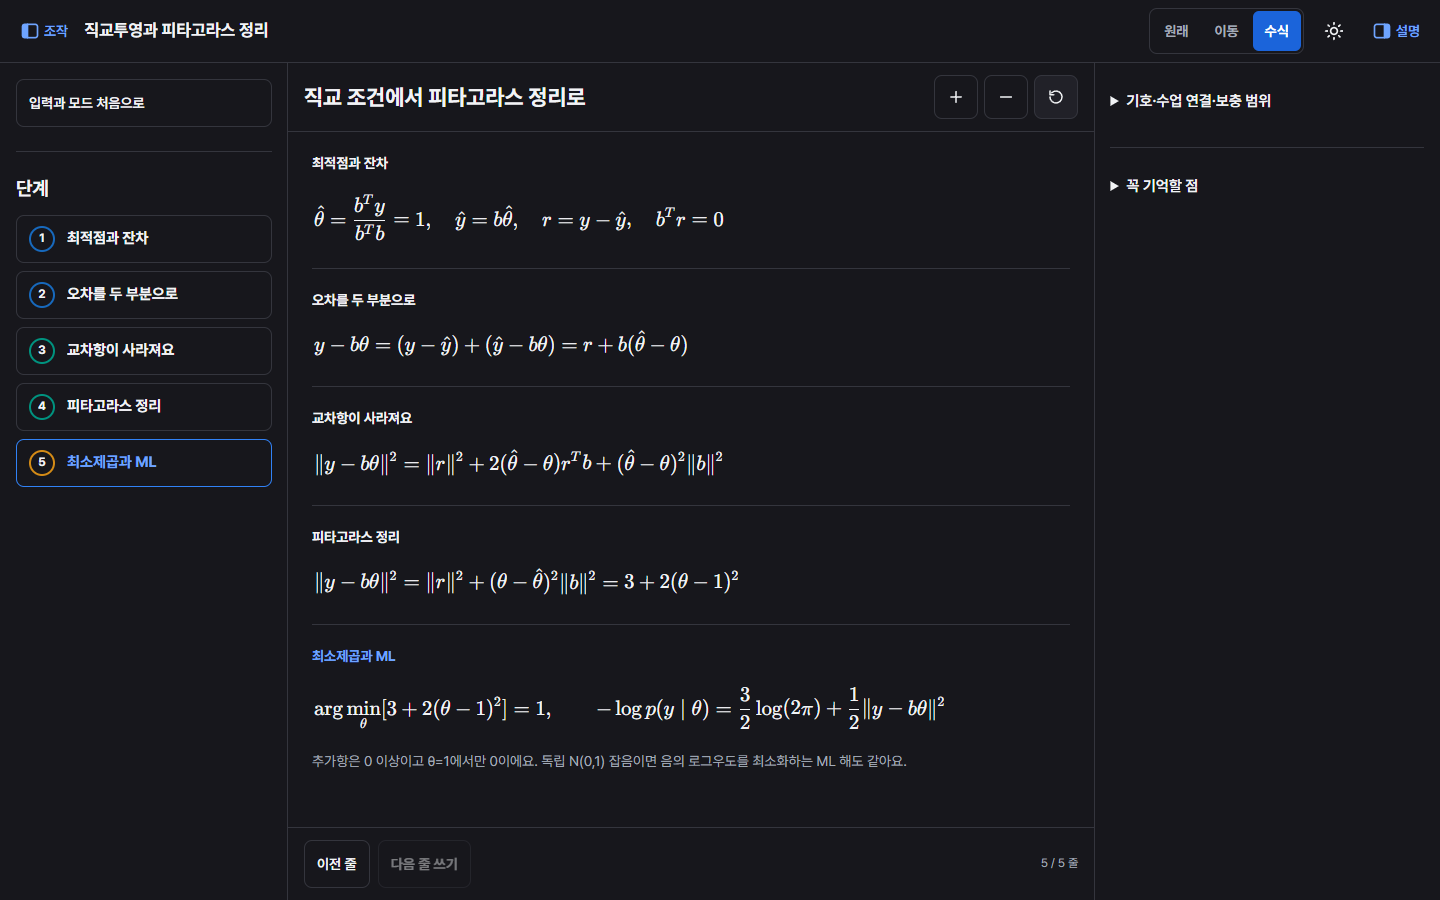 조작 직교투영과 피타고라스 정리 원래 이동 수식 설명
입력과 모드 처음으로
단계
1 최적점과 잔차
2 오차를 두 부분으로
3 교차항이 사라져요
4 피타고라스 정리
5 최소제곱과 ML
직교 조건에서 피타고라스 정리로 + −
최적점과 잔차
θ̂ = bᵀy / bᵀb = 1, ŷ = bθ̂, r = y − ŷ, bᵀr = 0
오차를 두 부분으로
y − bθ = (y − ŷ) + (ŷ − bθ) = r + b(θ̂ − θ)
교차항이 사라져요
‖y − bθ‖² = ‖r‖² + 2(θ̂ − θ)rᵀb + (θ̂ − θ)²‖b‖²
피타고라스 정리
‖y − bθ‖² = ‖r‖² + (θ − θ̂)²‖b‖² = 3 + 2(θ − 1)²
최소제곱과 ML
arg min θ [3 + 2(θ − 1)²] = 1, − log p(y | θ) = 3/2 log(2π) + 1/2 ‖y − bθ‖²
추가항은 0 이상이고 θ=1에서만 0이에요. 독립 N(0,1) 잡음이면 음의 로그우도를 최소화하는 ML 해도 같아요.
이전 줄 다음 줄 쓰기 5 / 5 줄
▶ 기호·수업 연결·보충 범위
▶ 꼭 기억할 점